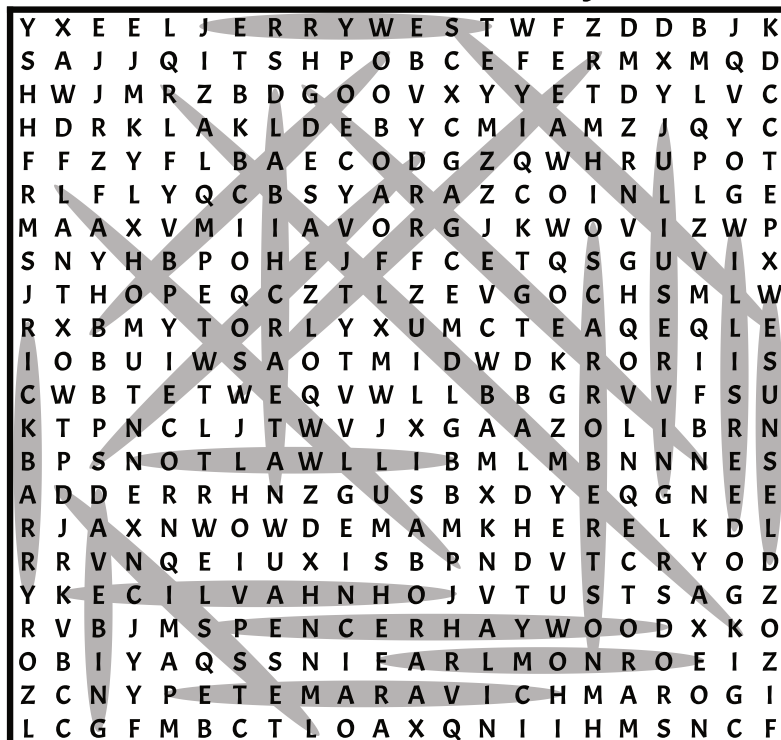 Y X E E L J E R R Y W E S T W F Z D D B J K
S A J J Q I T S H P O B C E F E R M X M Q D
H W J M R Z B D G O O V X Y Y E T D Y L V C
H D R K L A K L D E B Y C M I A M Z J Q Y C
F F Z Y F L B A E C O D G Z Q W H R U P O T
R L F L Y Q C B S Y A R A Z C O I N L L G E
M A A X V M I I A V O R G J K W O V I Z W P
S N Y H B P O H E J F F C E T Q S G U V I X
J T H O P E Q C Z T L Z E V G O C H S M L W
R X B M Y T O R L Y X U M C T E A Q E Q L E
I O B U I W S A O T M I D W D K R O R I I S
C W B T E T W E Q V W L L B B G R V V F S U
K T P N C L J T W V J X G A A Z O L I B R N
B P S N O T L A W L L I B M L M B N N N E S
A D D E R R H N Z G U S B X D Y E Q G N E E
R J A X N W O W D E M A M K H E R E L K D L
R R V N Q E I U X I S B P N D V T C R Y O D
Y K E C I L V A H N H O J V T U S T S A G Z
R V B J M S P E N C E R H A Y W O O D X K O
O B I Y A Q S S N I E A R L M O N R O E I Z
Z C N Y P E T E M A R A V I C H M A R O G I
L C G F M B C T L O A X Q N I I H M S N C F